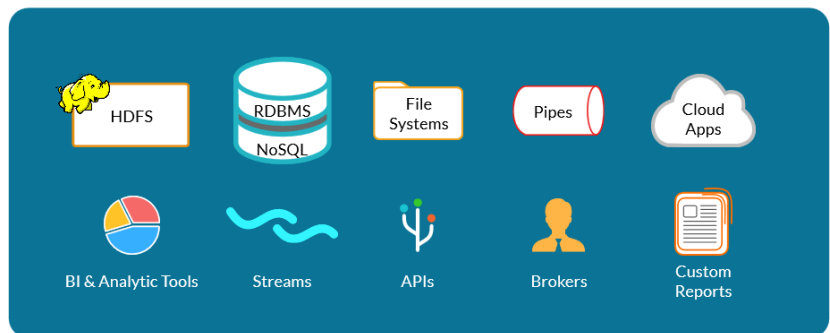 HDFS
RDBMS
NoSQL
File
Systems
Pipes
Cloud
Apps
BI & Analytic Tools
Streams
APIs
Brokers
Custom
Reports